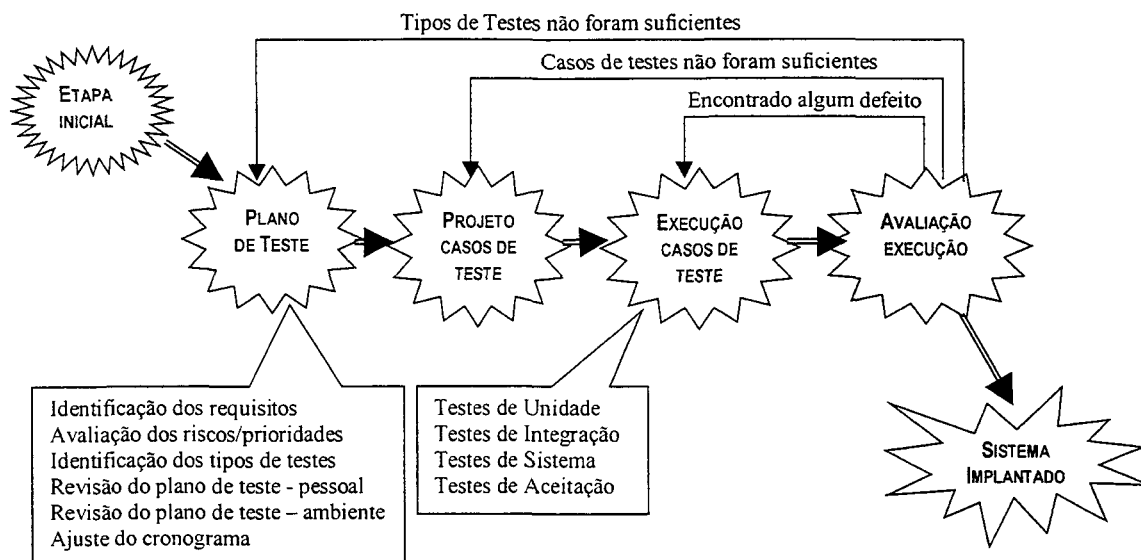 Tipos de Testes não foram suficientes
Casos de testes não foram suficientes
Encontrado algum defeito
ETAPA
INICIAL
PLANO
DE TESTE
PROJETO
CASOS DE
TESTE
EXECUÇÃO
CASOS DE
TESTE
AVALIAÇÃO
EXECUÇÃO
Identificação dos requisitos
Avaliação dos riscos/prioridades
Identificação dos tipos de testes
Revisão do plano de teste - pessoal
Revisão do plano de teste – ambiente
Ajuste do cronograma
Testes de Unidade
Testes de Integração
Testes de Sistema
Testes de Aceitação
SISTEMA
IMPLANTADO